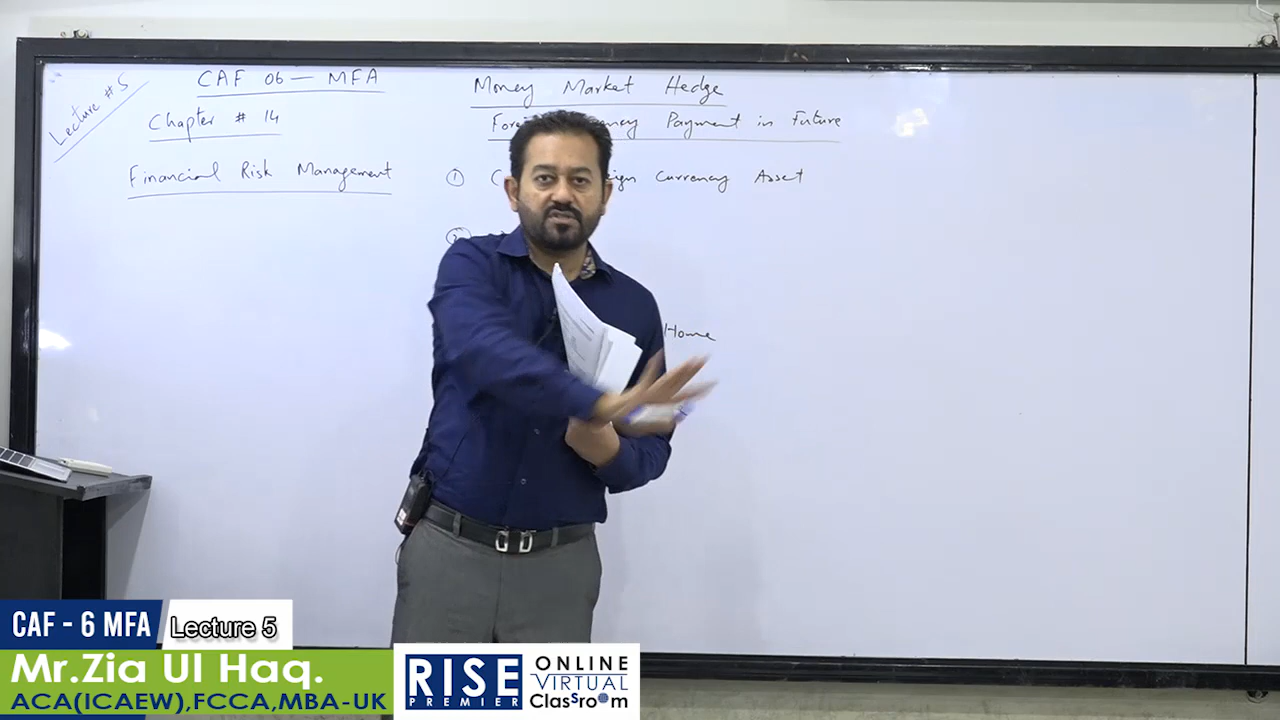 Lecture #5
CAF 06 — MFA
Chapter # 14
Financial Risk Management
Money Market Hedge
Payment in Future
① Currency Asset
②
Home
CAF - 6 MFA
Lecture 5
Mr.Zia Ul Haq.
ACA(ICAEW),FCCA,MBA-UK
RISE
PREMIER
ONLINE
VIRTUAL
Classroom